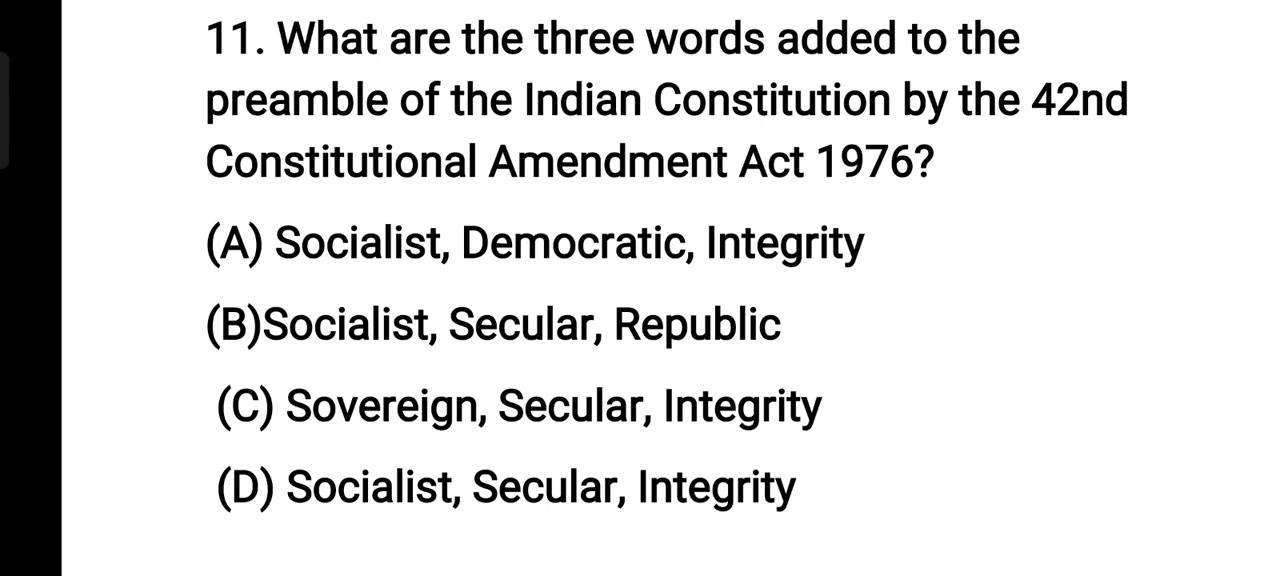 11. What are the three words added to the
preamble of the Indian Constitution by the 42nd
Constitutional Amendment Act 1976?
(A) Socialist, Democratic, Integrity
(B)Socialist, Secular, Republic
(C) Sovereign, Secular, Integrity
(D) Socialist, Secular, Integrity